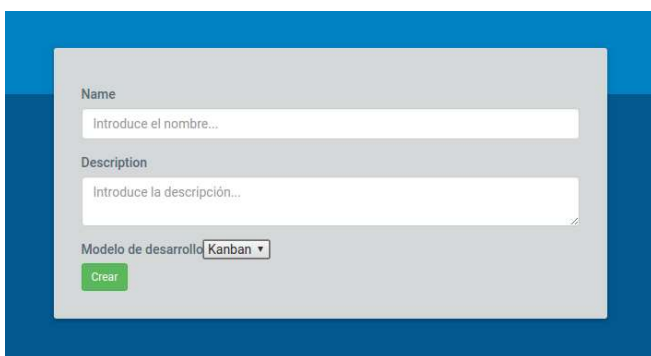 Name
Introduce el nombre...
Description
Introduce la descripción...
Modelo de desarrollo Kanban
Crear